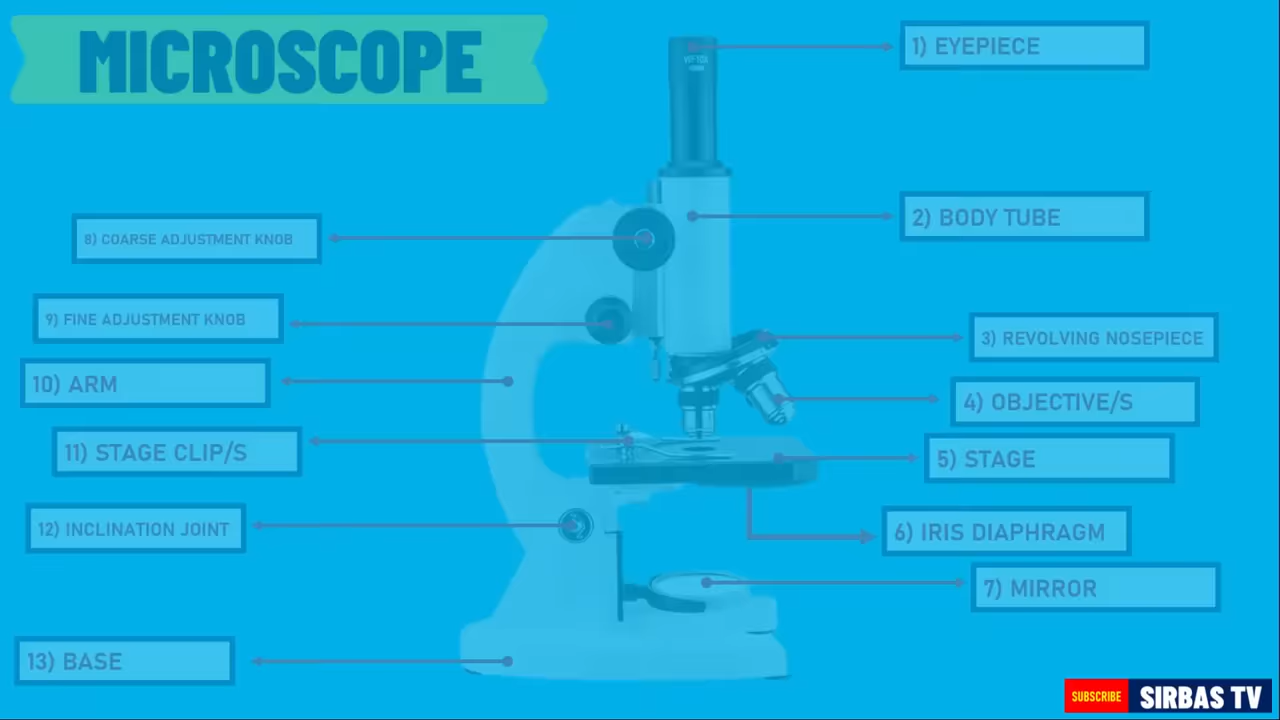 MICROSCOPE
1) EYEPIECE
WF10X
2) BODY TUBE
8) COARSE ADJUSTMENT KNOB
9) FINE ADJUSTMENT KNOB
3) REVOLVING NOSEPIECE
10) ARM
4) OBJECTIVE/S
11) STAGE CLIP/S
5) STAGE
12) INCLINATION JOINT
6) IRIS DIAPHRAGM
7) MIRROR
13) BASE
SUBSCRIBE SIRBAS TV